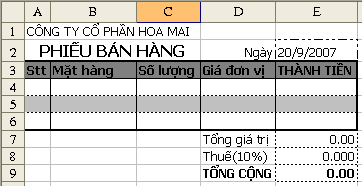 A B C D E
1 CÔNG TY CỔ PHẦN HOA MAI
2 PHIẾU BÁN HÀNG Ngày 20/9/2007
3 Stt Mặt hàng Số lượng Giá đơn vị THÀNH TIỀN
4
5
6
7 Tổng giá trị 0.00
8 Thuế(10%) 0.000
9 TỔNG CỘNG 0.00